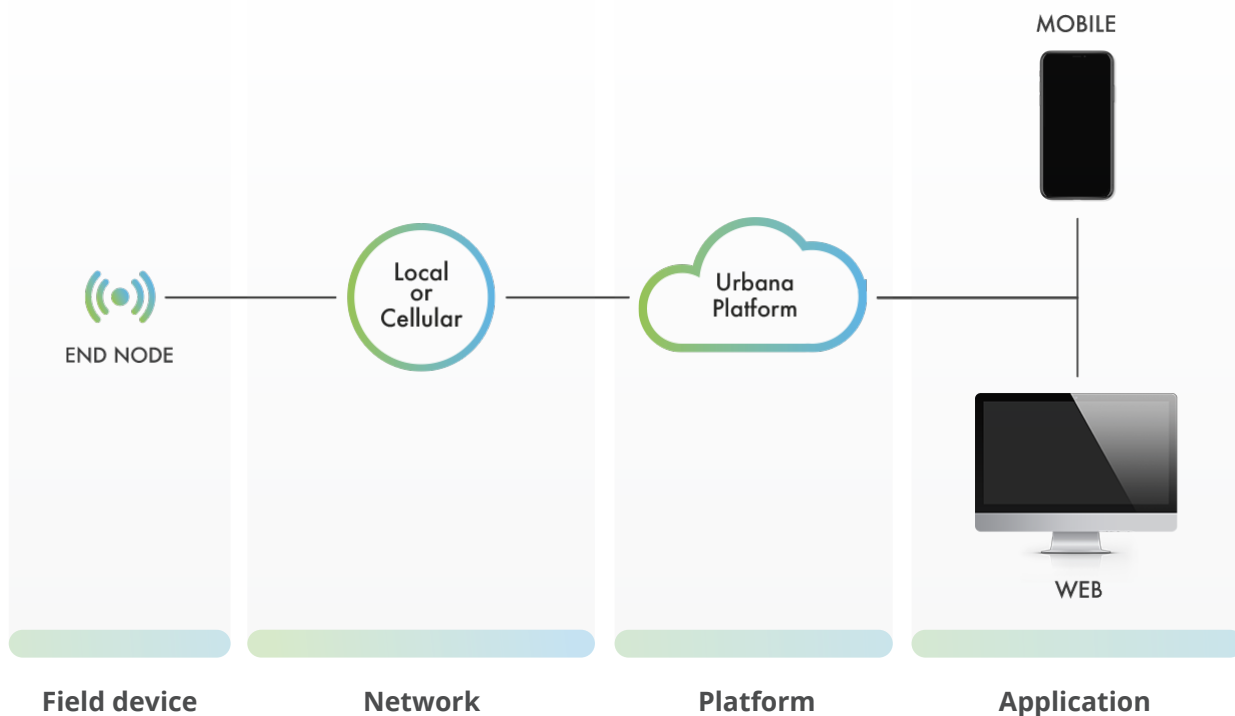 MOBILE
Local
or
Cellular
Urbana
Platform
END NODE
WEB
Field device
Network
Platform
Application